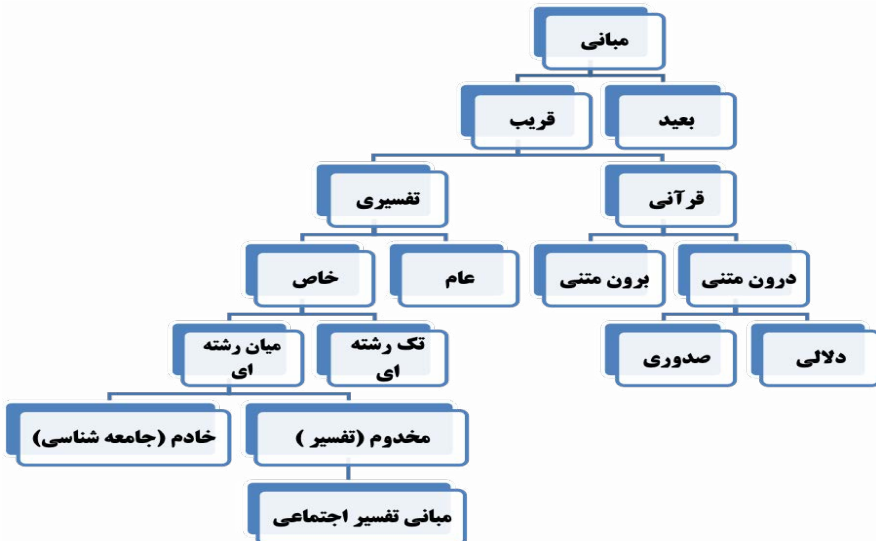 مبانی
بعید
قریب
قرآنی
تفسیری
درون متنی
برون متنی
عام
خاص
دلالی
صدوری
تک رشته
ای
میان رشته
ای
مخدوم (تفسیر )
خادم (جامعه شناسی)
مبانی تفسیر اجتماعی